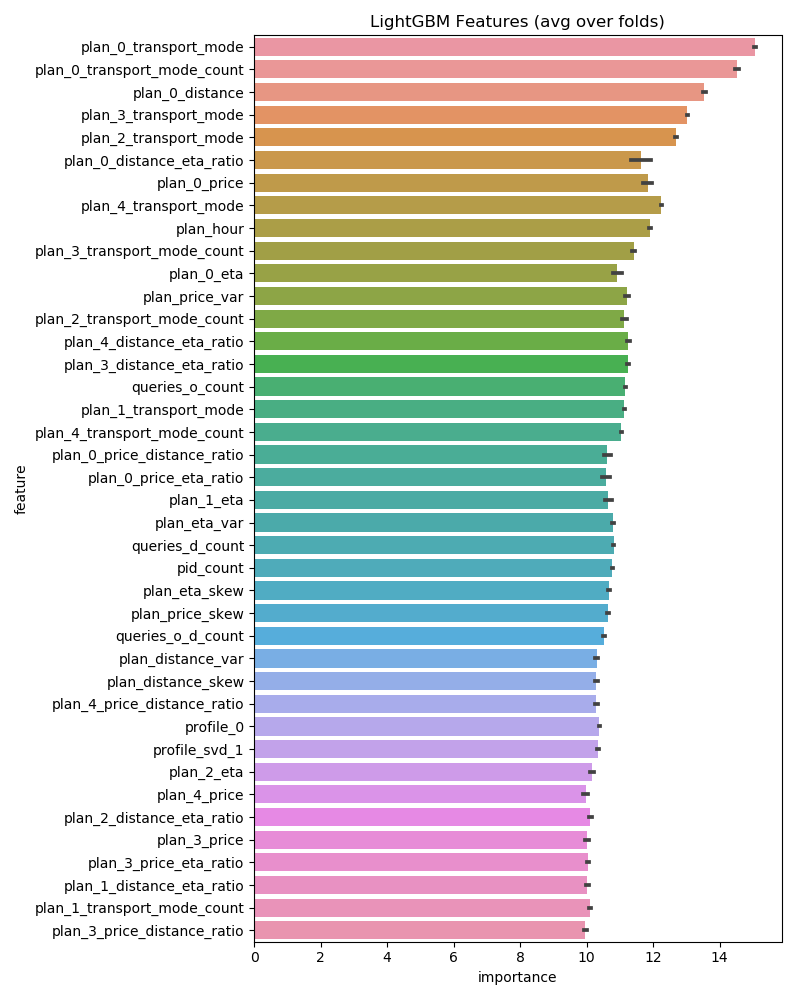 LightGBM Features (avg over folds)
plan_0_transport_mode
plan_0_transport_mode_count
plan_0_distance
plan_3_transport_mode
plan_2_transport_mode
plan_0_distance_eta_ratio
plan_0_price
plan_4_transport_mode
plan_hour
plan_3_transport_mode_count
plan_0_eta
plan_price_var
plan_2_transport_mode_count
plan_4_distance_eta_ratio
plan_3_distance_eta_ratio
queries_o_count
plan_1_transport_mode
plan_4_transport_mode_count
plan_0_price_distance_ratio
plan_0_price_eta_ratio
plan_1_eta
plan_eta_var
queries_d_count
pid_count
plan_eta_skew
plan_price_skew
queries_o_d_count
plan_distance_var
plan_distance_skew
plan_4_price_distance_ratio
profile_0
profile_svd_1
plan_2_eta
plan_4_price
plan_2_distance_eta_ratio
plan_3_price
plan_3_price_eta_ratio
plan_1_distance_eta_ratio
plan_1_transport_mode_count
plan_3_price_distance_ratio
feature
0 2 4 6 8 10 12 14
importance